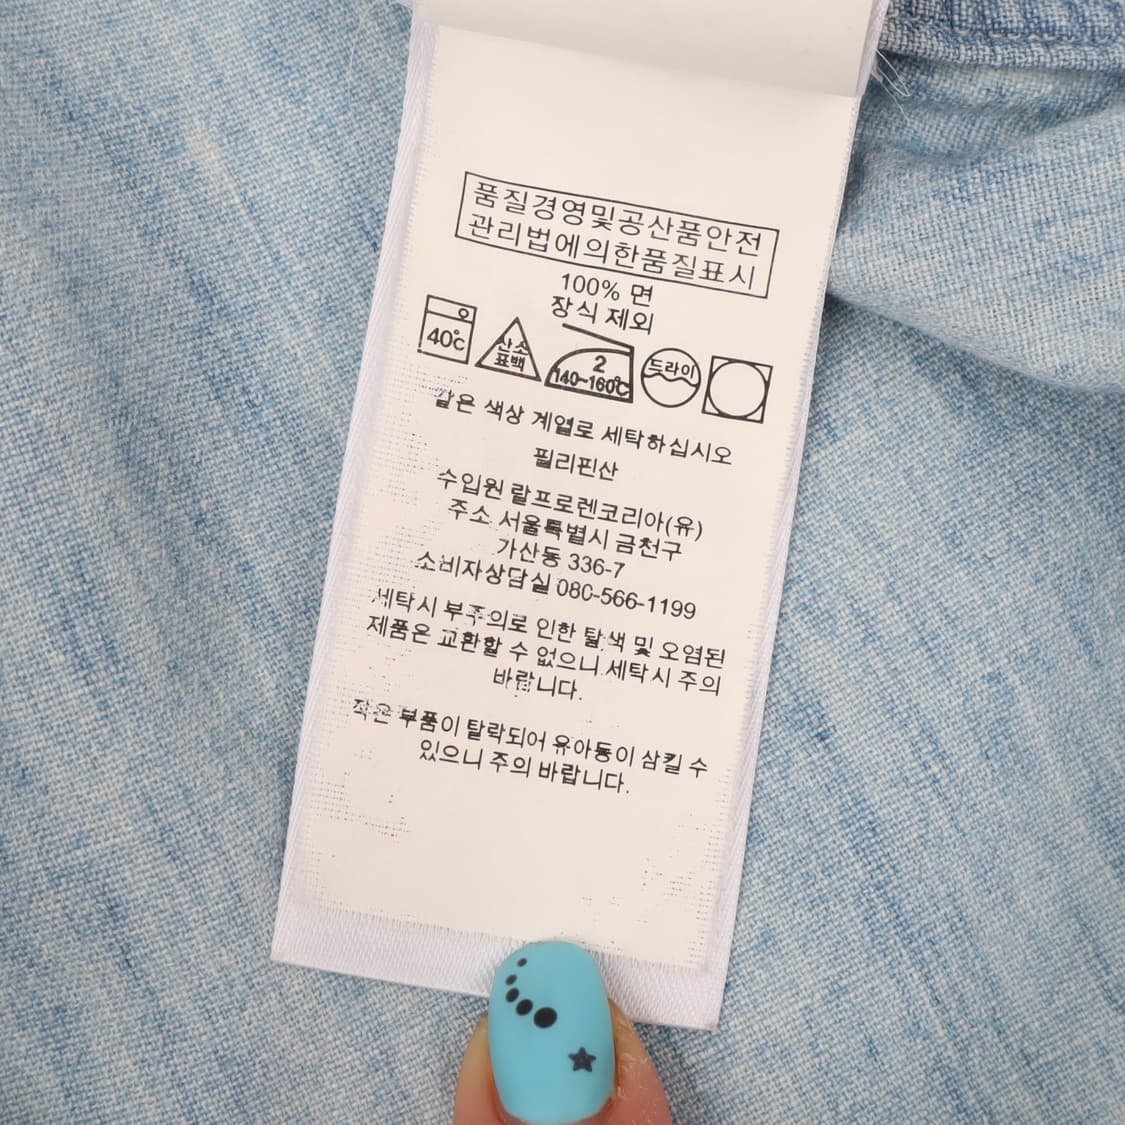 품질경영및공산품안전
관리법에의한품질표시
100% 면
장식 제외
40℃ 산소 표백 2 140~160℃ 드라이
같은 색상 계열로 세탁하십시오
필리핀산
수입원 랄프로렌코리아(유)
주소 서울특별시 금천구
가산동 336-7
소비자상담실 080-566-1199
세탁시 부주의로 인한 탈색 및 오염된
제품은 교환할 수 없으니 세탁시 주의
바랍니다.
작은 부품이 탈락되어 유아동이 삼킬 수
있으니 주의 바랍니다.